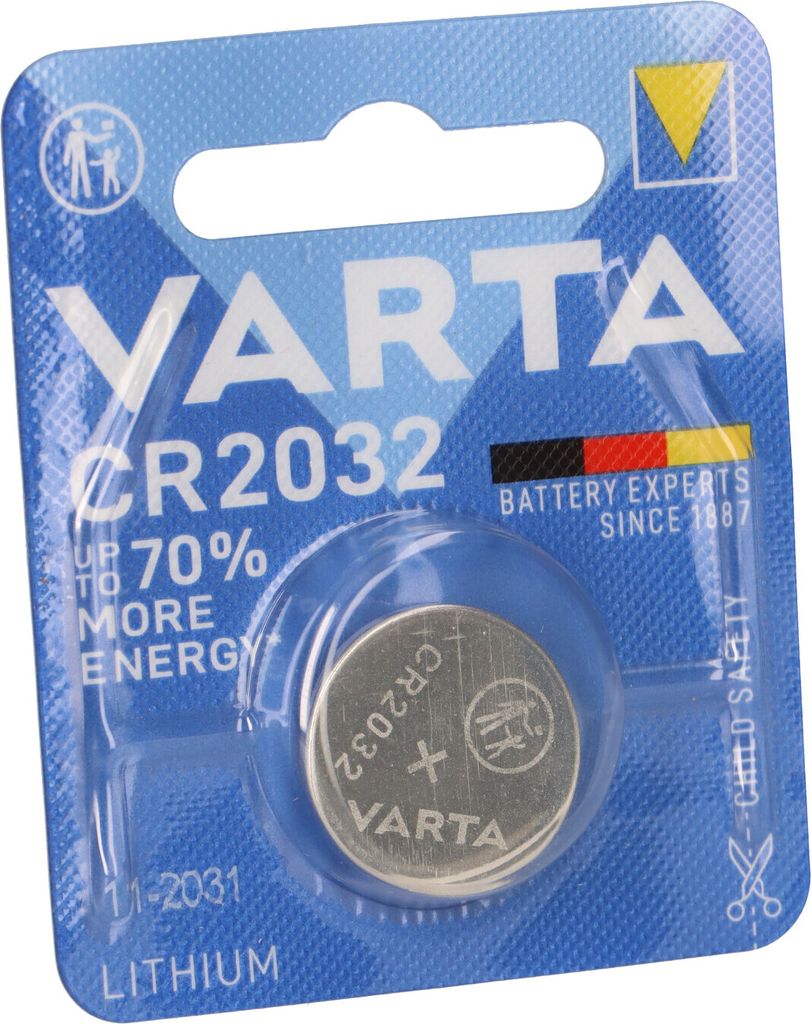 VARTA
CR2032
BATTERY EXPERTS
SINCE 1887
UP TO 70%
MORE
ENERGY*
CHILD SAFETY
CR2032
+
VARTA
11-2031
LITHIUM